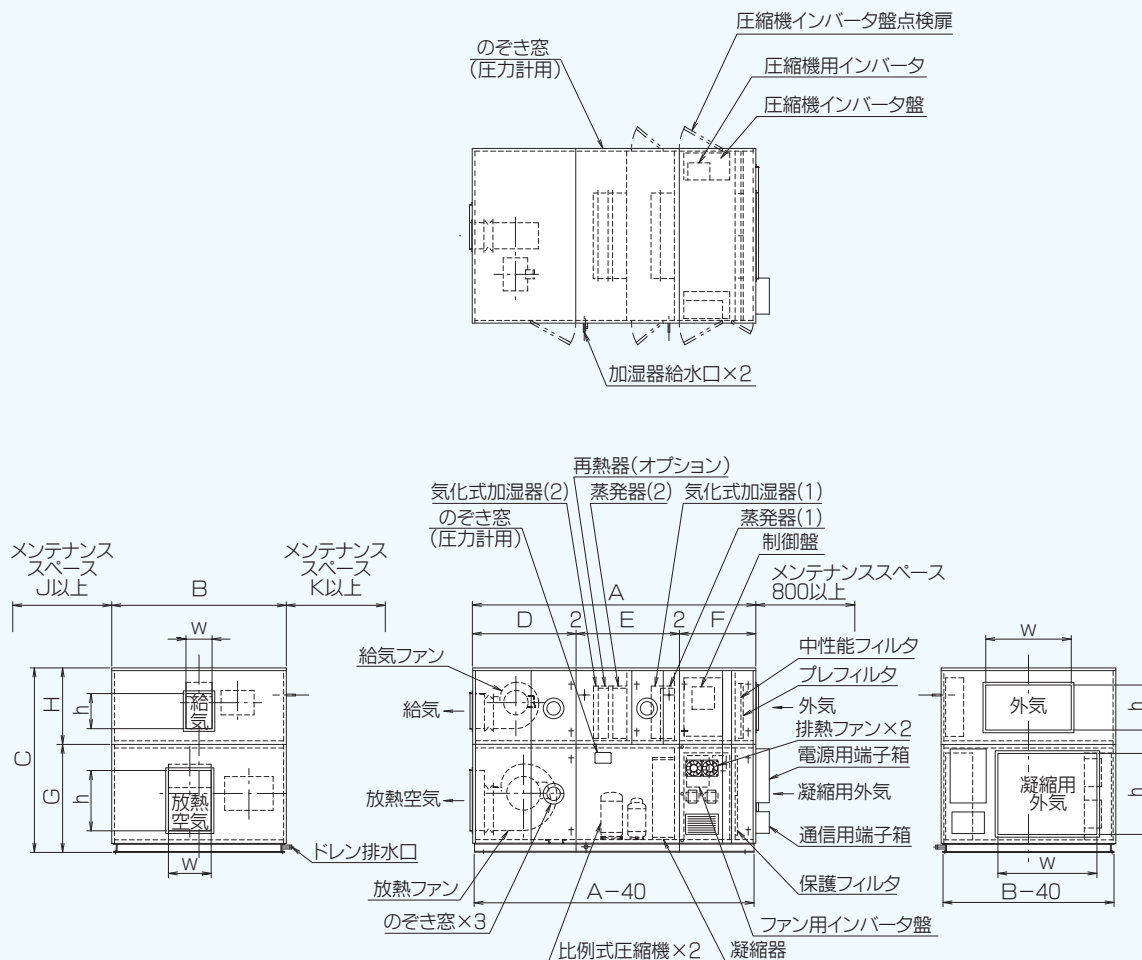 圧縮機インバータ盤点検扉
のぞき窓
(圧力計用)
圧縮機用インバータ
圧縮機インバータ盤
加湿器給水口×2
再熱器(オプション)
気化式加湿器(2)
蒸発器(2)
気化式加湿器(1)
のぞき窓
(圧力計用)
蒸発器(1)
制御盤
メンテナンス
スペース
J以上
B
メンテナンス
スペース
K以上
A
メンテナンススペース
800以上
D
2
E
2
F
W
W
給気ファン
中性能フィルタ
プレフィルタ
H
h
給
気
給気
外気
外気
h
排熱ファン×2
電源用端子箱
C
G
h
放熱
空気
放熱空気
凝縮用外気
凝縮用
外気
h
通信用端子箱
ドレン排水口
W
放熱ファン
A-40
保護フィルタ
W
B-40
のぞき窓×3
ファン用インバータ盤
比例式圧縮機×2
凝縮器